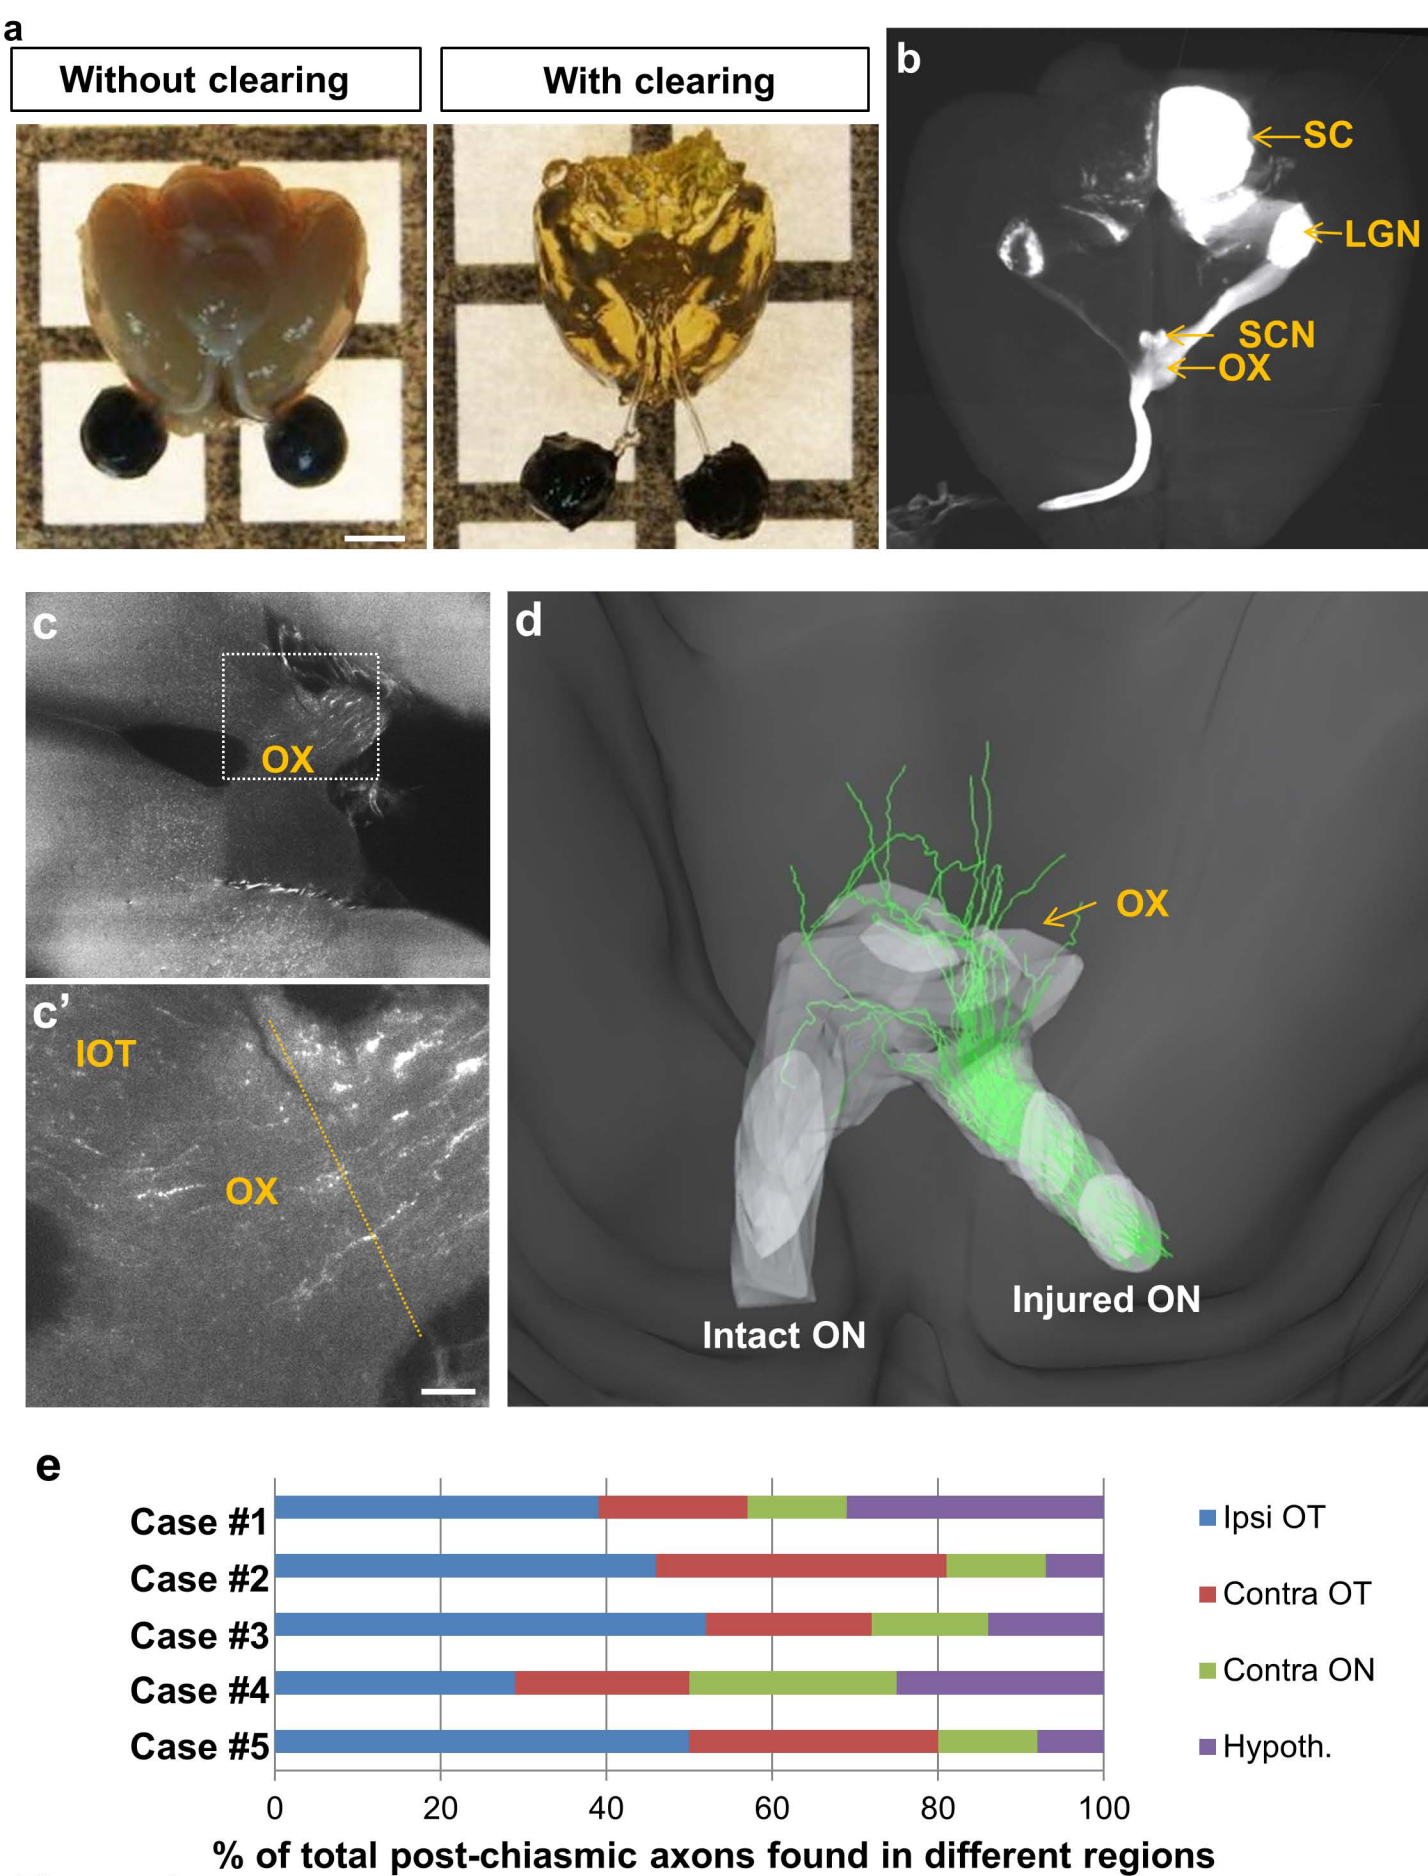 a
Without clearing
With clearing
b
SC
LGN
SCN
OX
c
OX
d
OX
Intact ON
Injured ON
c’
IOT
OX
e
Case #1
Case #2
Case #3
Case #4
Case #5
Ipsi OT
Contra OT
Contra ON
Hypoth.
0 20 40 60 80 100
% of total post-chiasmic axons found in different regions